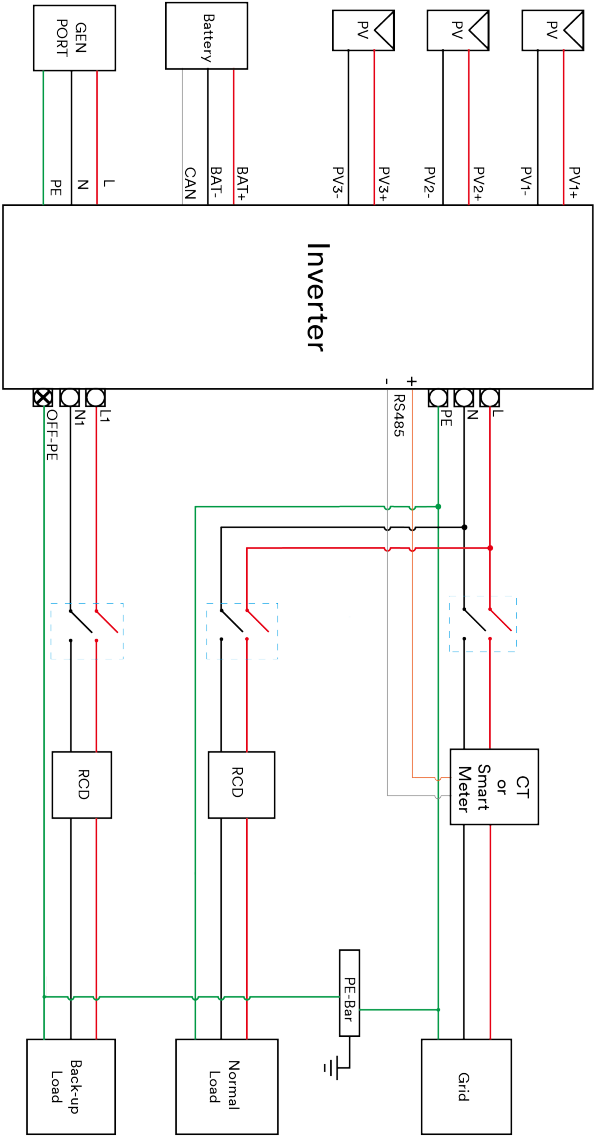 GEN
PORT
Battery
PV
PV
PV
PE
N
L
CAN
BAT-
BAT+
PV3-
PV3+
PV2-
PV2+
PV1-
PV1+
Inverter
- +
OFF-PE
N1
L1
RS485
PE
N
L
RCD
RCD
CT
or
Smart
Meter
PE-Bar
Back-up
Load
Normal
Load
Grid